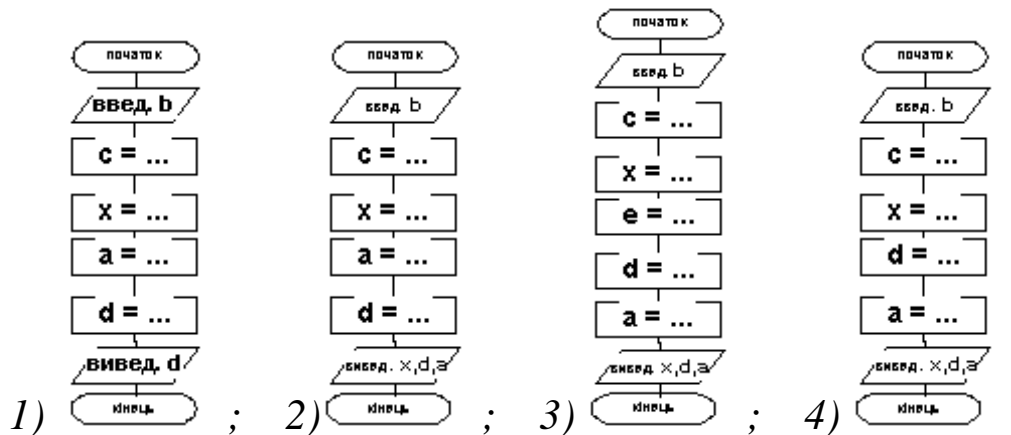 початок
введ. b
c = ...
x = ...
a = ...
d = ...
вивед. d
кінець
1) ;
початок
введ. b
c = ...
x = ...
a = ...
d = ...
вивед. x,d,a
кінець
2) ;
початок
введ. b
c = ...
x = ...
e = ...
d = ...
a = ...
вивед. x,d,a
кінець
3) ;
початок
введ. b
c = ...
x = ...
d = ...
a = ...
вивед. x,d,a
кінець
4)